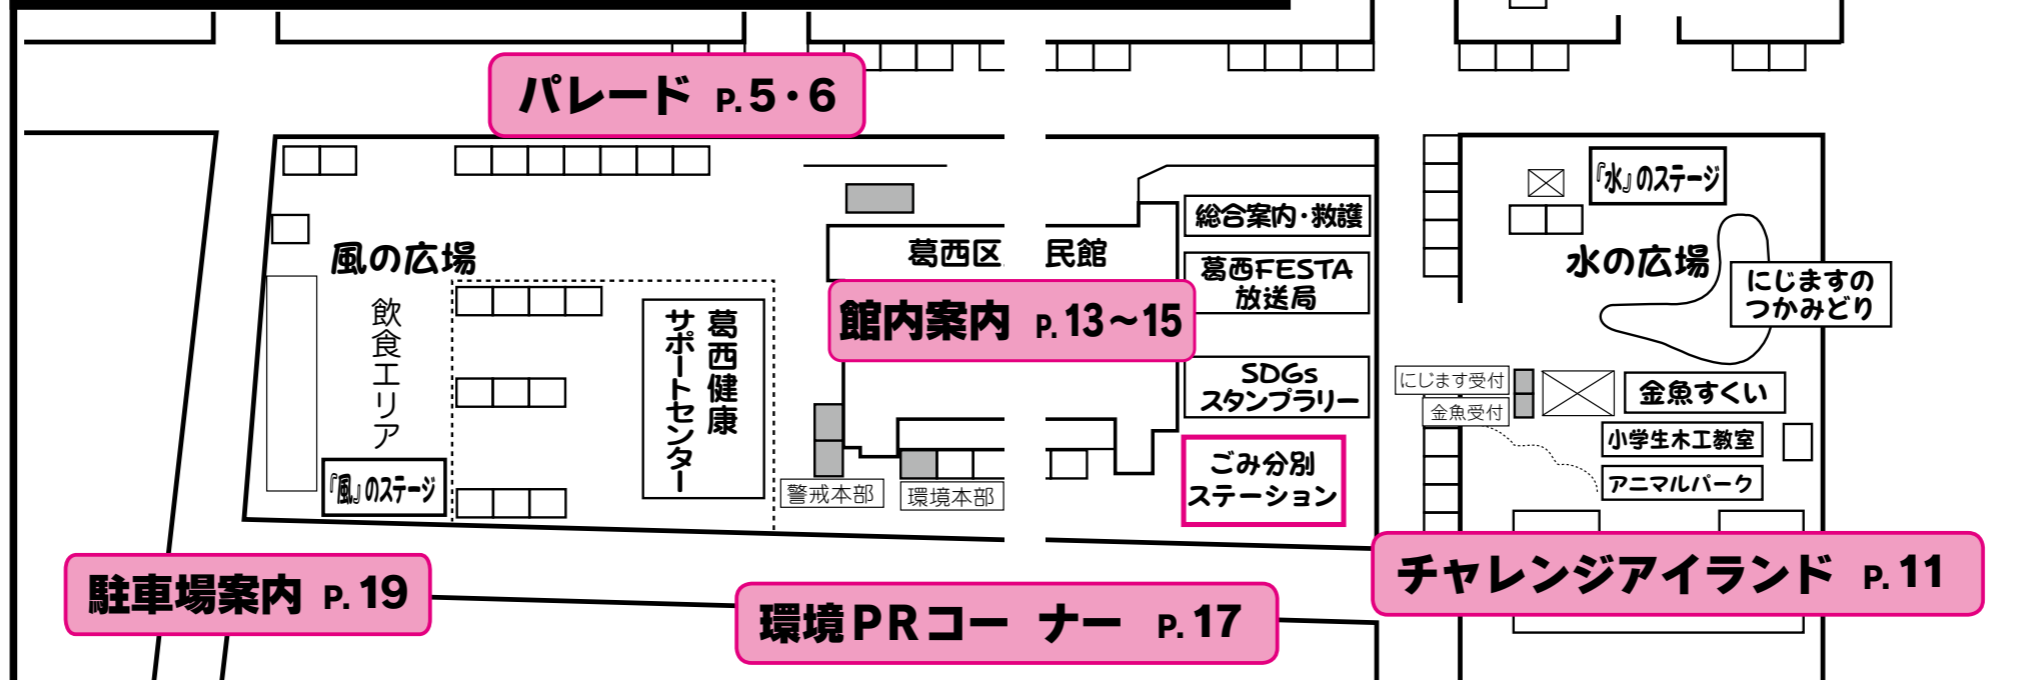 パレード P.5・6
『水』のステージ
総合案内・救護
風の広場
葛西区 民館
水の広場
葛西FESTA
放送局
にじますの
つかみどり
飲食エリア
葛西健康
サポートセンター
館内案内 P.13～15
SDGs
スタンプラリー
にじます受付
金魚すくい
金魚受付
小学生木工教室
ごみ分別
ステーション
アニマルパーク
『風』のステージ
警戒本部
環境本部
駐車場案内 P.19
チャレンジアイランド P.11
環境PRコー ナー P.17